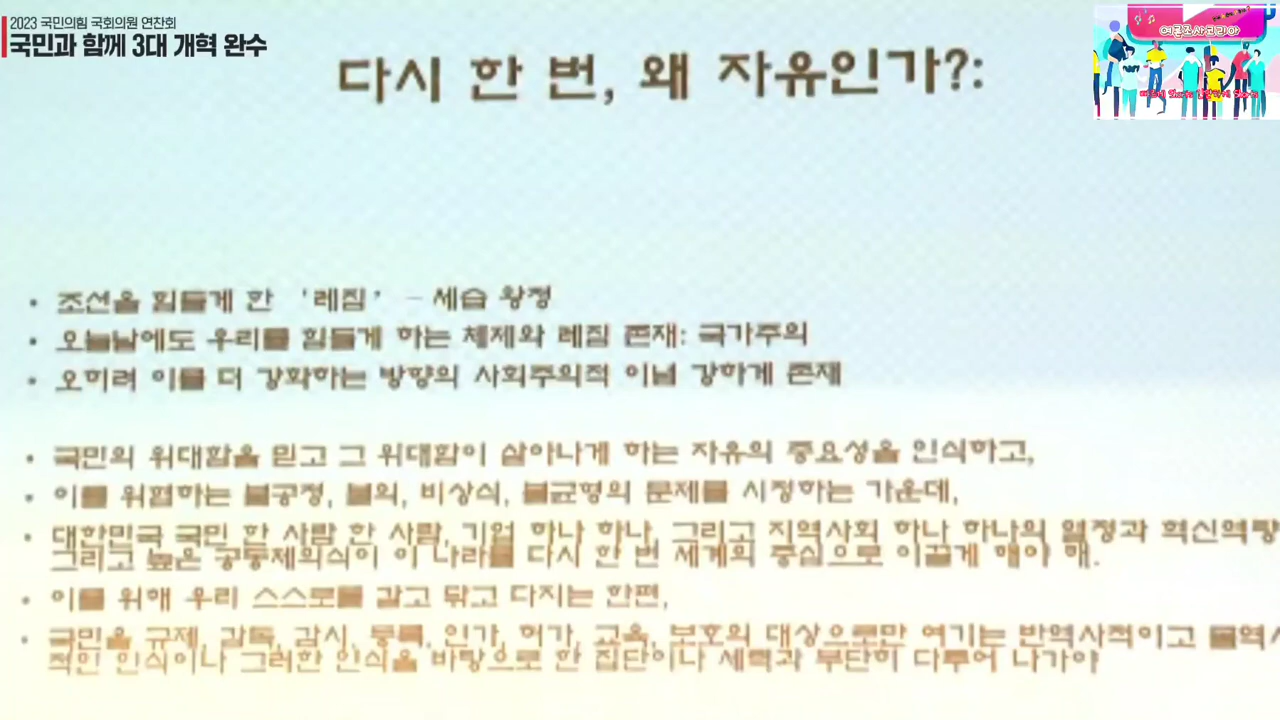 2023 국민의힘 국회의원 연찬회
국민과 함께 3대 개혁 완수
여론조사코리아
다시 한 번, 왜 자유인가?:
• 조선을 힘들게 한 '레짐' – 세습 왕정
• 오늘날에도 우리를 힘들게 하는 체제와 레짐 존재: 국가주의
• 오히려 이를 더 강화하는 방향의 사회주의적 이념 강하게 존재
• 국민의 위대함을 믿고 그 위대함이 살아나게 하는 자유의 중요성을 인식하고,
• 이를 위협하는 불공정, 불의, 비상식, 불균형의 문제를 시정하는 가운데,
• 대한민국 국민 한 사람 한 사람, 기업 하나 하나, 그리고 지역사회 하나 하나의 열정과 혁신역량
그리고 높은 공동체의식이 이 나라를 다시 한 번 세계의 중심으로 이끌게 해야 해.
• 이를 위해 우리 스스로를 갈고 닦고 다지는 한편,
• 국민을 규제, 감독, 감시, 등록, 인가, 허가, 교육, 보호의 대상으로만 여기는 반역사적이고
적인 인식이나 그러한 인식을 바탕으로 한 집단이나 세력과 부단히 다투어 나가야